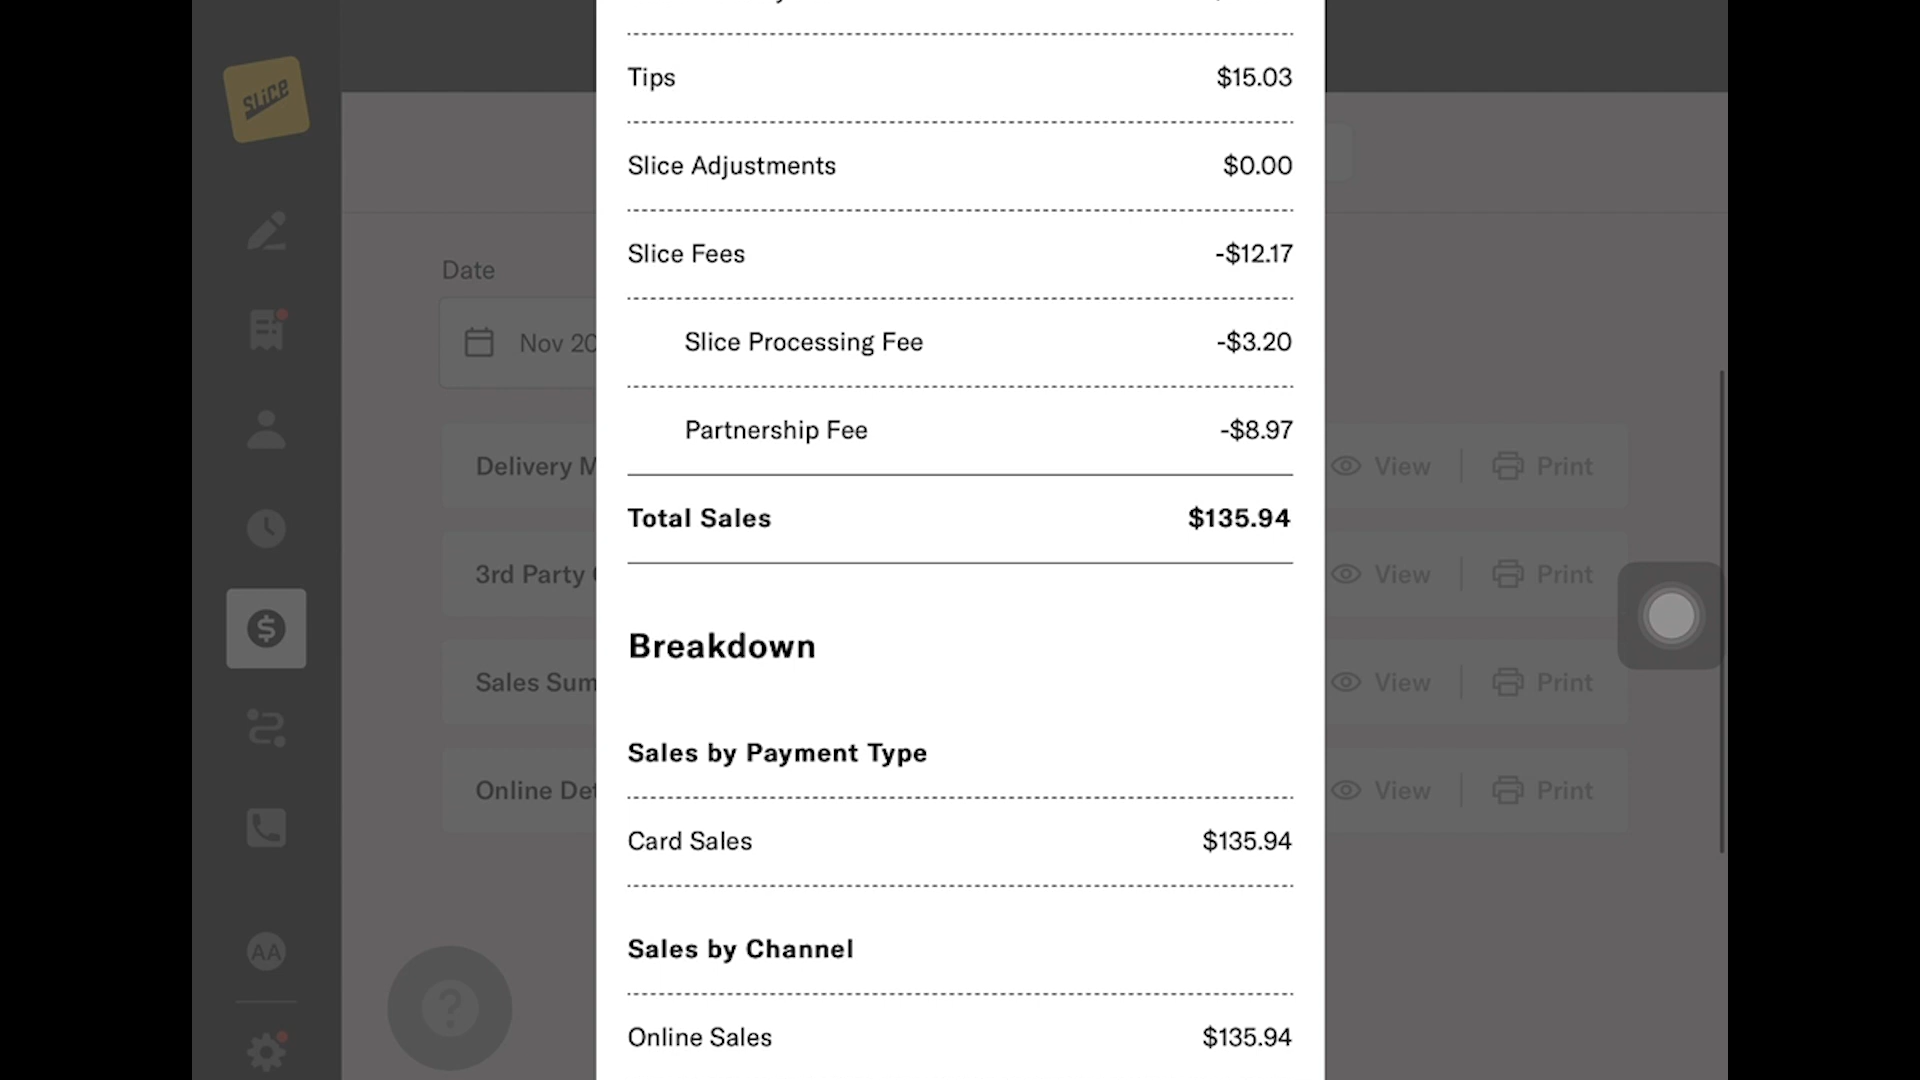 SLiCE
Tips $15.03
Slice Adjustments $0.00
Slice Fees -$12.17
Slice Processing Fee -$3.20
Partnership Fee -$8.97
Total Sales $135.94
Breakdown
Sales by Payment Type
Card Sales $135.94
Sales by Channel
Online Sales $135.94
Date
Nov 20
Delivery M
View Print
3rd Party
View Print
Sales Sum
View Print
Online Det
View Print
AA
?